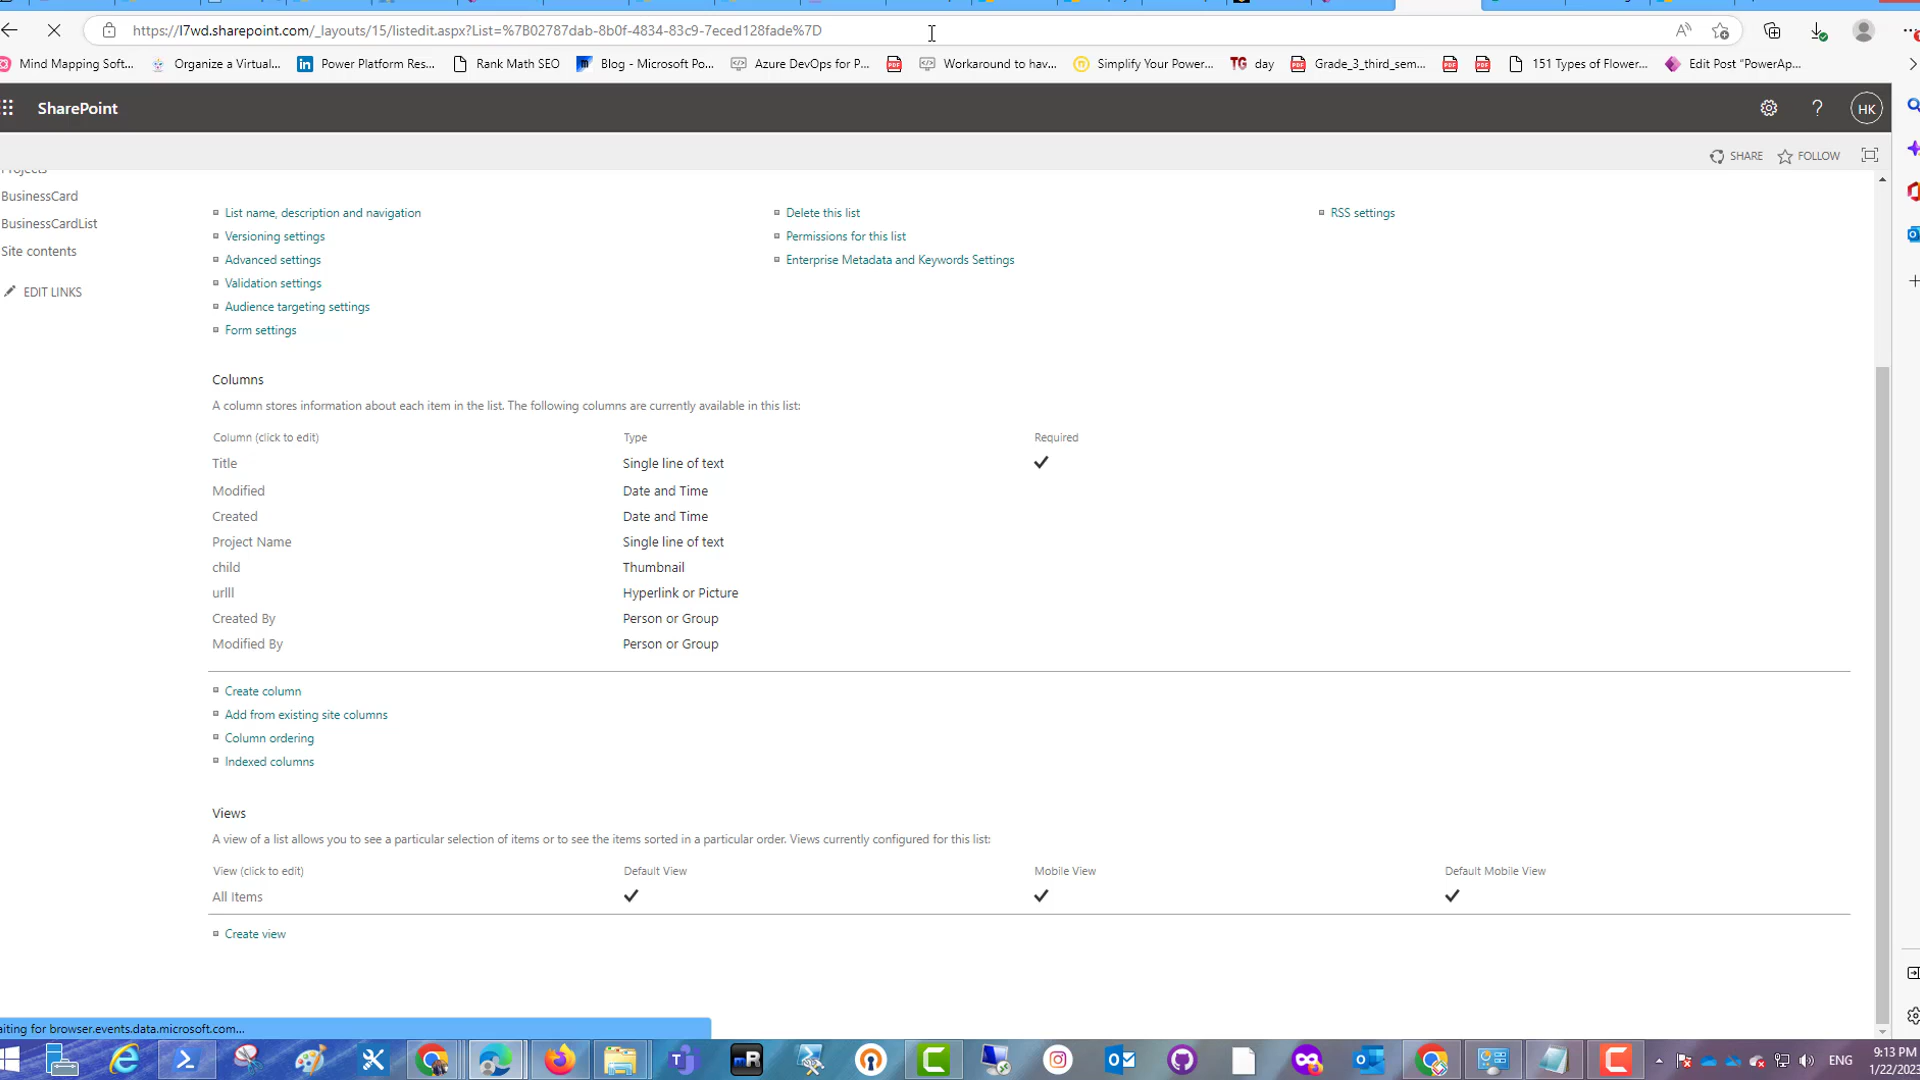 https://l7wd.sharepoint.com/_layouts/15/listedit.aspx?List=%7B02787dab-8b0f-4834-83c9-7eced128fade%7D
Mind Mapping Soft... Organize a Virtual... Power Platform Res... Rank Math SEO Blog - Microsoft Po... Azure DevOps for P... Workaround to hav... Simplify Your Power... TG day Grade_3_third_sem... 151 Types of Flower... Edit Post "PowerAp...
SharePoint
HK
SHARE FOLLOW
Projects
BusinessCard
BusinessCardList
Site contents
EDIT LINKS
List name, description and navigation Delete this list RSS settings
Versioning settings Permissions for this list
Advanced settings Enterprise Metadata and Keywords Settings
Validation settings
Audience targeting settings
Form settings
Columns
A column stores information about each item in the list. The following columns are currently available in this list:
Column (click to edit) Type Required
Title Single line of text
Modified Date and Time
Created Date and Time
Project Name Single line of text
child Thumbnail
urlll Hyperlink or Picture
Created By Person or Group
Modified By Person or Group
Create column
Add from existing site columns
Column ordering
Indexed columns
Views
A view of a list allows you to see a particular selection of items or to see the items sorted in a particular order. Views currently configured for this list:
View (click to edit) Default View Mobile View Default Mobile View
All Items
Create view
aiting for browser.events.data.microsoft.com...
mR
ENG
9:13 PM
1/22/2023